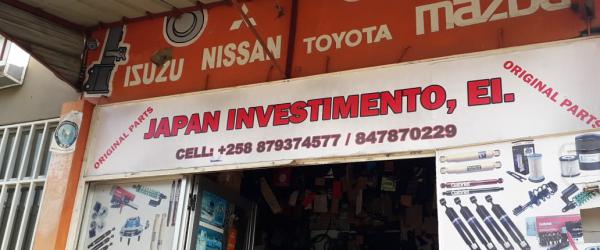 ISUZU NISSAN TOYOTA mazda
ORIGINAL PARTS
JAPAN INVESTIMENTO, EI.
ORIGINAL PARTS
CELL: +258 879374577 / 847870229